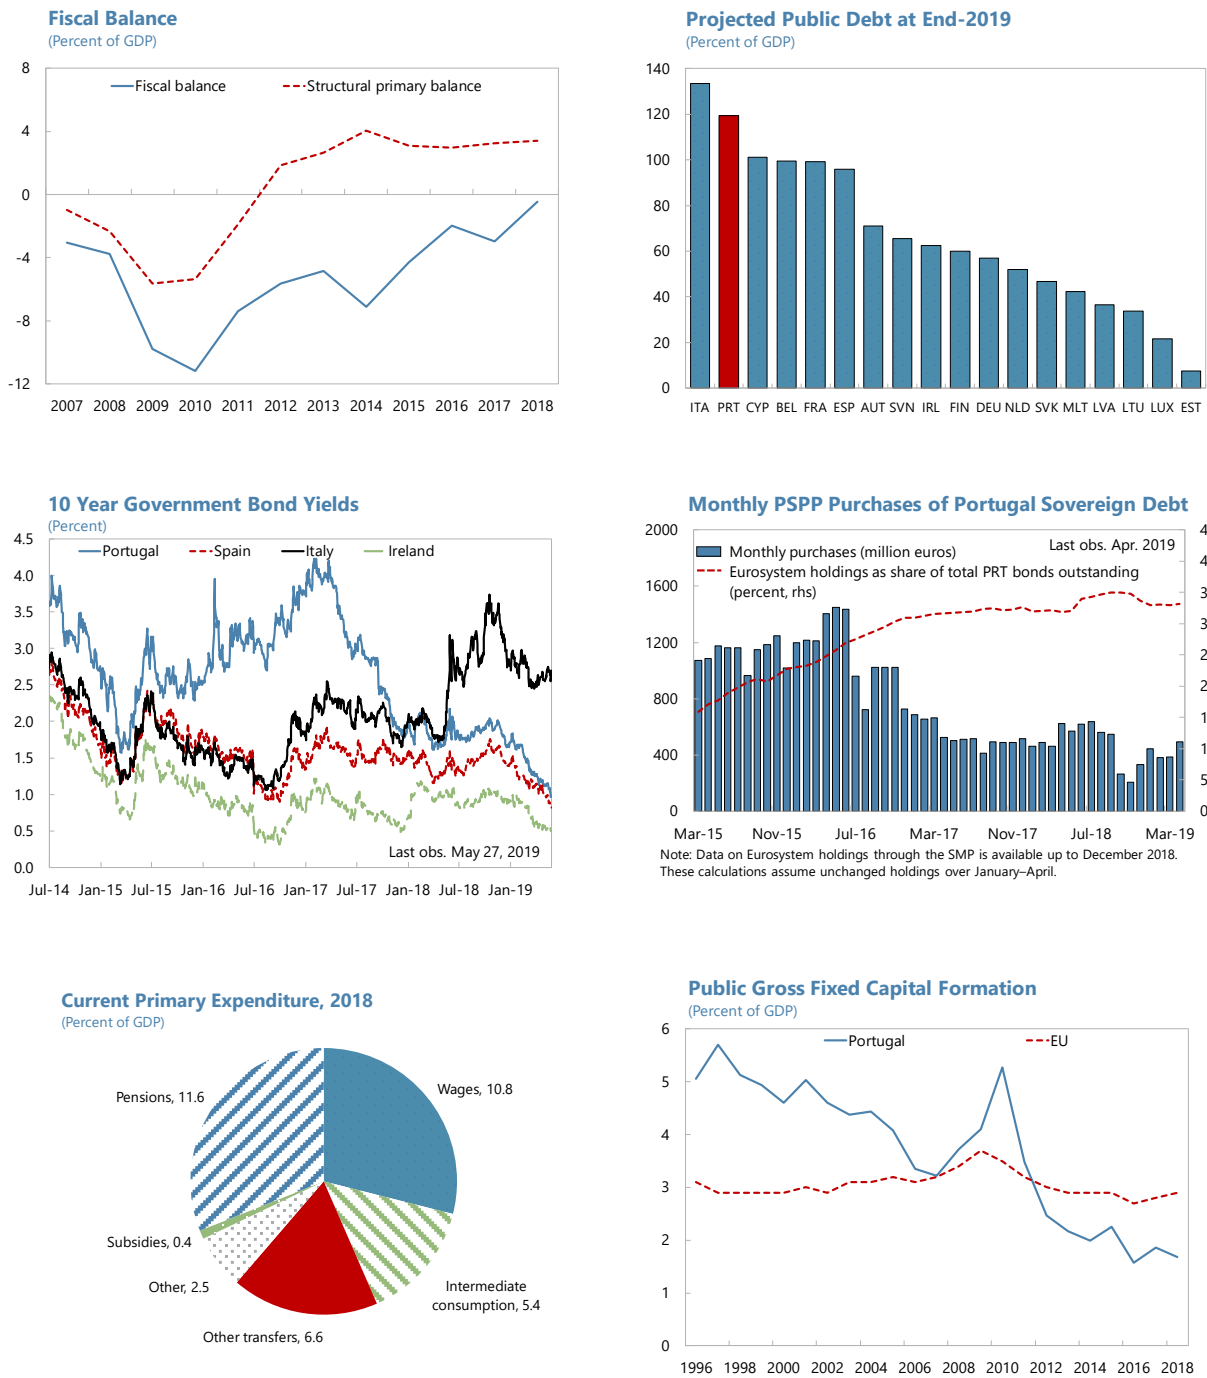 Fiscal Balance
(Percent of GDP)
8
4
0
-4
-8
-12
Fiscal balance
Structural primary balance
2007 2008 2009 2010 2011 2012 2013 2014 2015 2016 2017 2018
Projected Public Debt at End-2019
(Percent of GDP)
140
120
100
80
60
40
20
0
ITA PRT CYP BEL FRA ESP AUT SVN IRL FIN DEU NLD SVK MLT LVA LTU LUX EST
10 Year Government Bond Yields
(Percent)
4.5
4.0
3.5
3.0
2.5
2.0
1.5
1.0
0.5
0.0
Portugal Spain Italy Ireland
Last obs. May 27, 2019
Jul-14 Jan-15 Jul-15 Jan-16 Jul-16 Jan-17 Jul-17 Jan-18 Jul-18 Jan-19
Monthly PSPP Purchases of Portugal Sovereign Debt
2000
1600
1200
800
400
0
Monthly purchases (million euros)
Last obs. Apr. 2019
Eurosystem holdings as share of total PRT bonds outstanding
(percent, rhs)
4
4
3
3
2
2
1
1
5
0
Mar-15 Nov-15 Jul-16 Mar-17 Nov-17 Jul-18 Mar-19
Note: Data on Eurosystem holdings through the SMP is available up to December 2018.
These calculations assume unchanged holdings over January–April.
Current Primary Expenditure, 2018
(Percent of GDP)
Pensions, 11.6
Wages, 10.8
Subsidies, 0.4
Other, 2.5
Intermediate
consumption, 5.4
Other transfers, 6.6
Public Gross Fixed Capital Formation
(Percent of GDP)
6
5
4
3
2
1
0
Portugal
EU
1996 1998 2000 2002 2004 2006 2008 2010 2012 2014 2016 2018